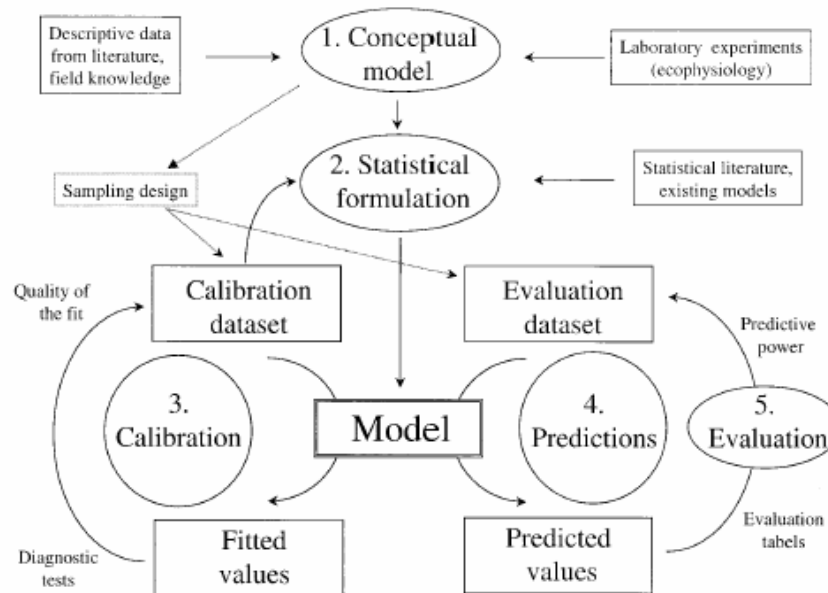 Descriptive data
from literature,
field knowledge
1. Conceptual
model
Laboratory experiments
(ecophysiology)
Sampling design
2. Statistical
formulation
Statistical literature,
existing models
Quality of
the fit
Calibration
dataset
Evaluation
dataset
Predictive
power
3.
Calibration
Model
4.
Predictions
5.
Evaluation
Diagnostic
tests
Fitted
values
Predicted
values
Evaluation
tabels